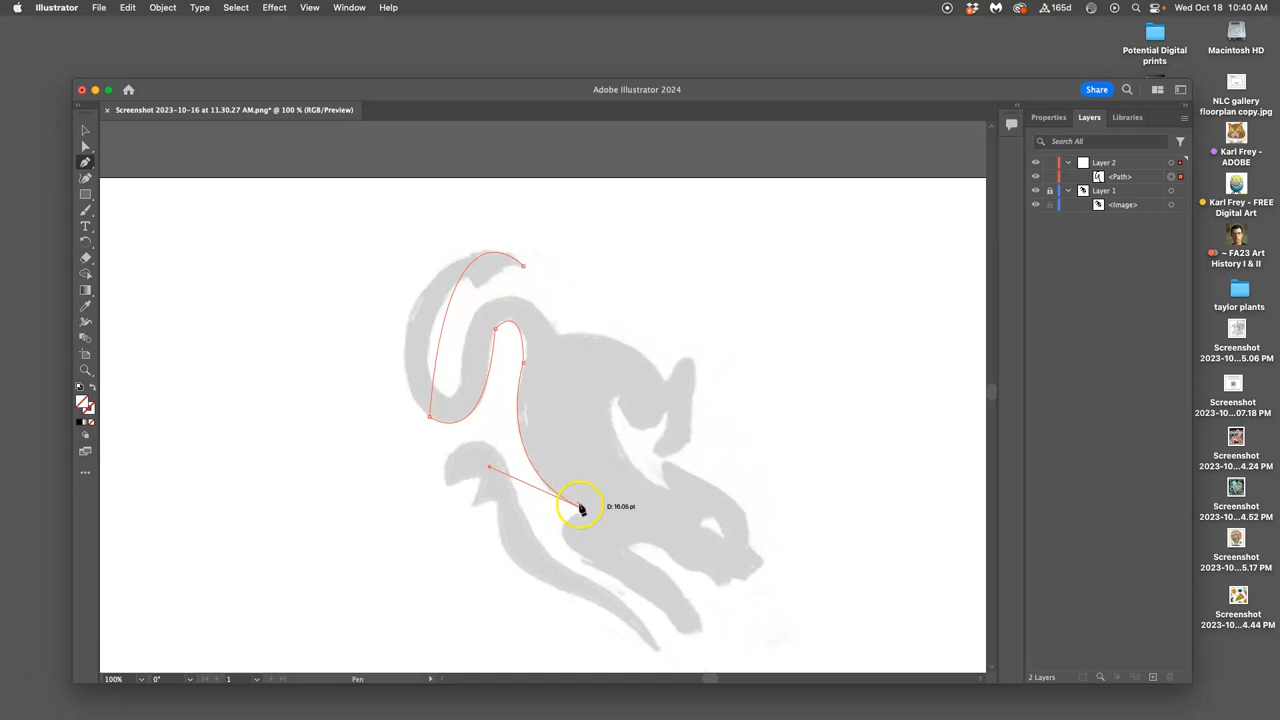 Illustrator File Edit Object Type Select Effect View Window Help
165d
Wed Oct 18 10:40 AM
Potential Digital
prints
Macintosh HD
Adobe Illustrator 2024
Share
NLC gallery
floorplan copy.jpg
Screenshot 2023-10-16 at 11.30.27 AM.png* @ 100 % (RGB/Preview)
Properties Layers Libraries
Search All
Layer 2
<Path>
Layer 1
<Image>
Karl Frey -
ADOBE
Karl Frey - FREE
Digital Art
~ FA23 Art
History I & II
taylor plants
Screenshot
2023-10...5.06 PM
Screenshot
2023-10...07.18 PM
Screenshot
2023-10...4.24 PM
Screenshot
2023-10...4.52 PM
Screenshot
2023-10...5.17 PM
Screenshot
2023-10...4.44 PM
D: 16.05 pt
100% 0° 1 Pen
2 Layers